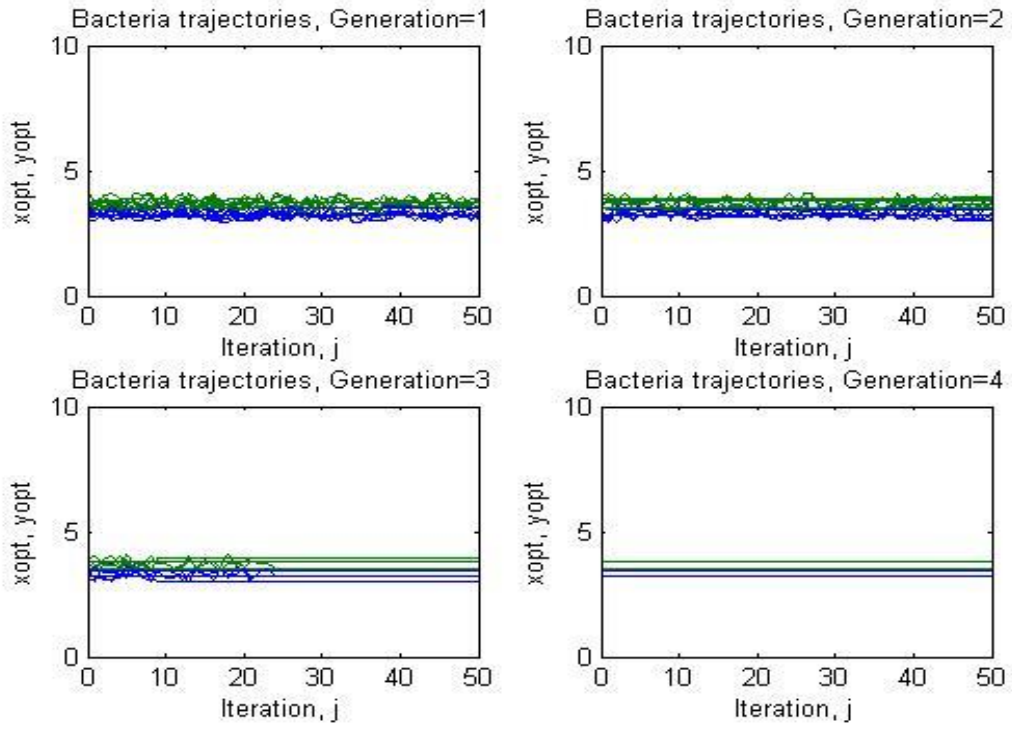 Bacteria trajectories, Generation=1
10
5
0
xopt, yopt
0 10 20 30 40 50
Iteration, j
Bacteria trajectories, Generation=2
10
5
0
xopt, yopt
0 10 20 30 40 50
Iteration, j
Bacteria trajectories, Generation=3
10
5
0
xopt, yopt
0 10 20 30 40 50
Iteration, j
Bacteria trajectories, Generation=4
10
5
0
xopt, yopt
0 10 20 30 40 50
Iteration, j